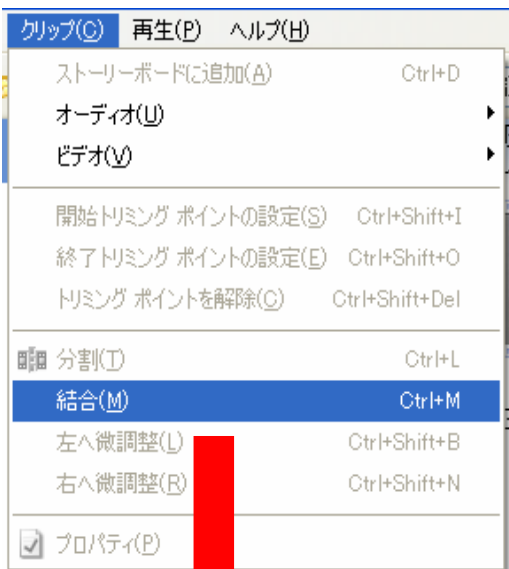 クリップ(C) 再生(P) ヘルプ(H)
ストーリーボードに追加(A) Ctrl+D
オーディオ(U)
ビデオ(V)
開始トリミング ポイントの設定(S) Ctrl+Shift+I
終了トリミング ポイントの設定(E) Ctrl+Shift+O
トリミング ポイントを解除(C) Ctrl+Shift+Del
分割(T) Ctrl+L
結合(M) Ctrl+M
左へ微調整(L) Ctrl+Shift+B
右へ微調整(R) Ctrl+Shift+N
プロパティ(P)